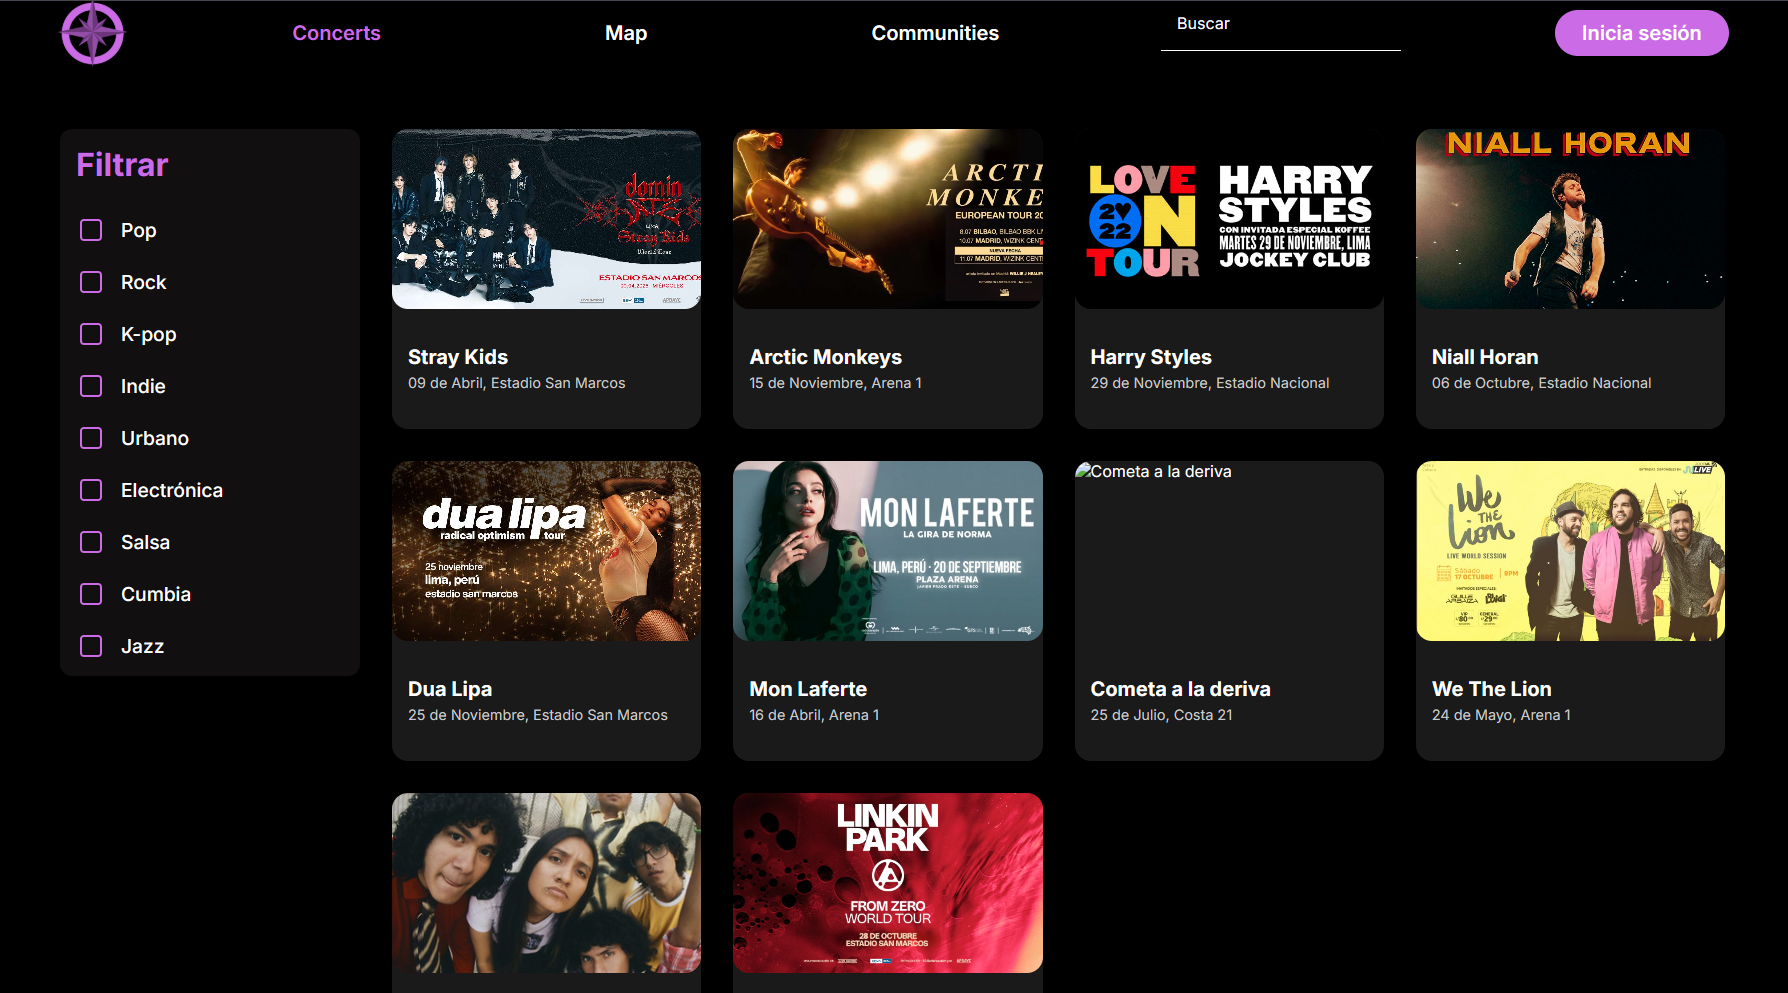 Concerts
Map
Communities
Buscar
Inicia sesión
Filtrar
Pop
Rock
K-pop
Indie
Urbano
Electrónica
Salsa
Cumbia
Jazz
domin
ATE
Stray Kids
World Tour
ESTADIO SAN MARCOS
Stray Kids
09 de Abril, Estadio San Marcos
ARCTI
MONKE
EUROPEAN TOUR 20
8.07 BILBAO, BILBAO BBK LI
10.07 MADRID, WIZINK CENT
NUEVA FECHA
11.07 MADRID, WIZINK CENT
Arctic Monkeys
15 de Noviembre, Arena 1
LOVE
ON
2♥
22
TOUR
HARRY
STYLES
CON INVITADA ESPECIAL KOFFEE
MARTES 29 DE NOVIEMBRE, LIMA
JOCKEY CLUB
Harry Styles
29 de Noviembre, Estadio Nacional
NIALL HORAN
Niall Horan
06 de Octubre, Estadio Nacional
dua lipa
radical optimism tour
25 noviembre
lima, perú
estadio san marcos
Dua Lipa
25 de Noviembre, Estadio San Marcos
MON LAFERTE
LA GIRA DE NORMA
LIMA, PERÚ · 20 DE SEPTIEMBRE
PLAZA ARENA
Mon Laferte
16 de Abril, Arena 1
Cometa a la deriva
Cometa a la deriva
25 de Julio, Costa 21
LIVE
We
THE
Lion
LIVE WORLD SESSION
Sábado
17 OCTUBRE
8PM
We The Lion
24 de Mayo, Arena 1
LINKIN
PARK
FROM ZERO
WORLD TOUR
28 DE OCTUBRE
ESTADIO SAN MARCOS